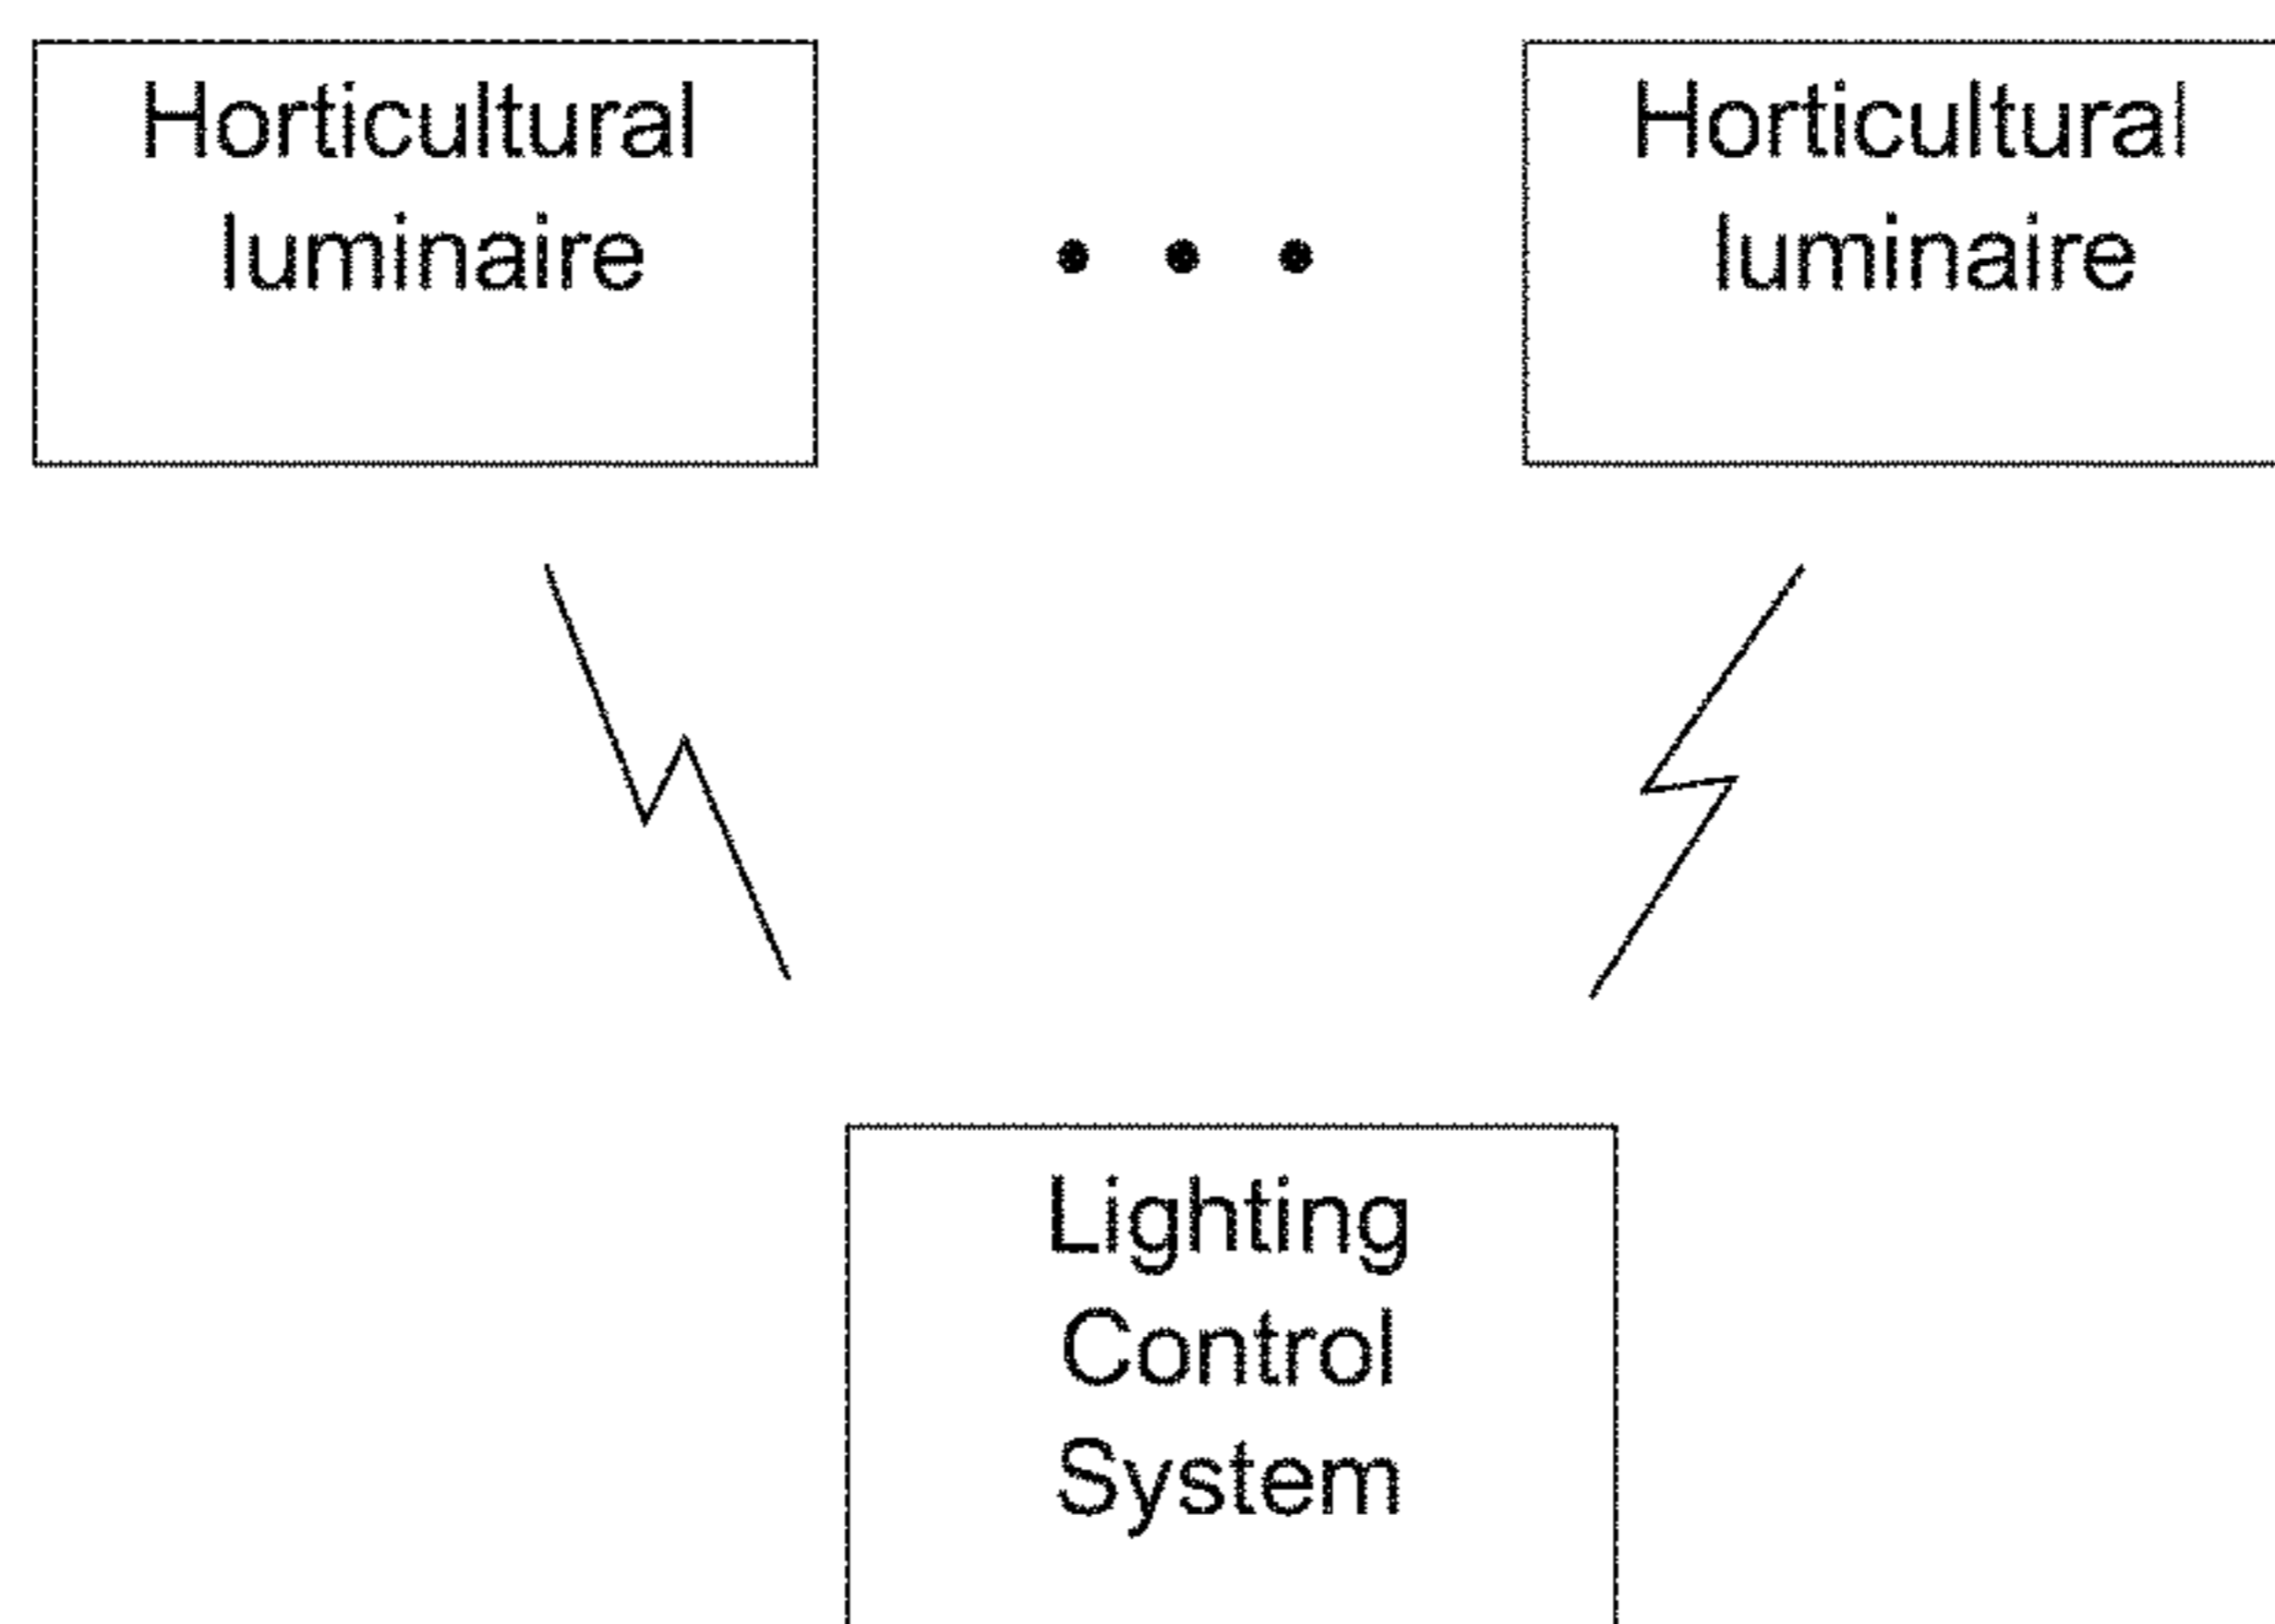 Horticultural
luminaire
Horticultural
luminaire
Lighting
Control
System